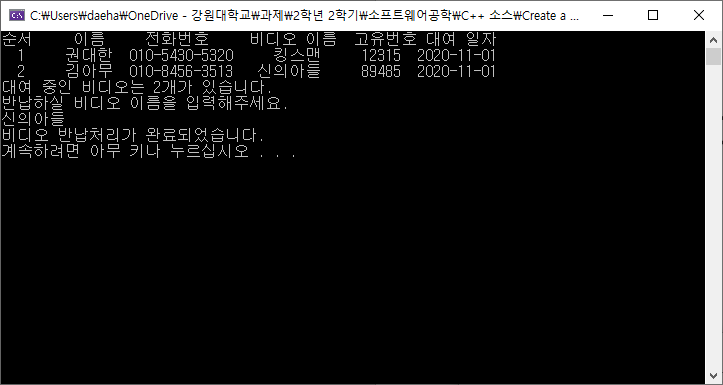 C:\Users\daeha\OneDrive - 강원대학교\과제\2학년 2학기\소프트웨어공학\C++ 소스\Create a ...
순서 이름 전화번호 비디오 이름 고유번호 대여 일자
1 권대한 010-5430-5320 킹스맨 12315 2020-11-01
2 김아무 010-8456-3513 신의아들 89485 2020-11-01
대여 중인 비디오는 2개가 있습니다.
반납하실 비디오 이름을 입력해주세요.
신의아들
비디오 반납처리가 완료되었습니다.
계속하려면 아무 키나 누르십시오 . . .